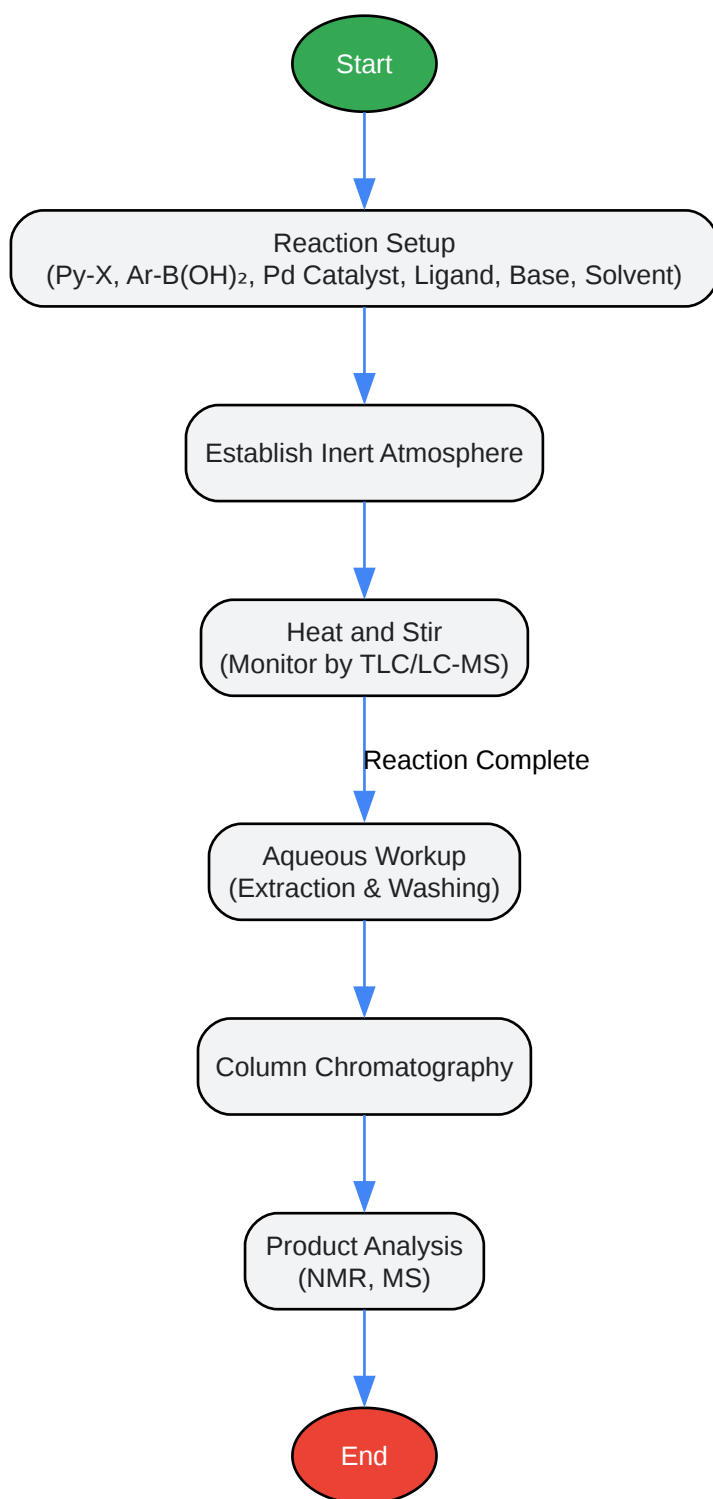 Start
Reaction Setup
(Py-X, Ar-B(OH)₂, Pd Catalyst, Ligand, Base, Solvent)
Establish Inert Atmosphere
Heat and Stir
(Monitor by TLC/LC-MS)
Reaction Complete
Aqueous Workup
(Extraction & Washing)
Column Chromatography
Product Analysis
(NMR, MS)
End